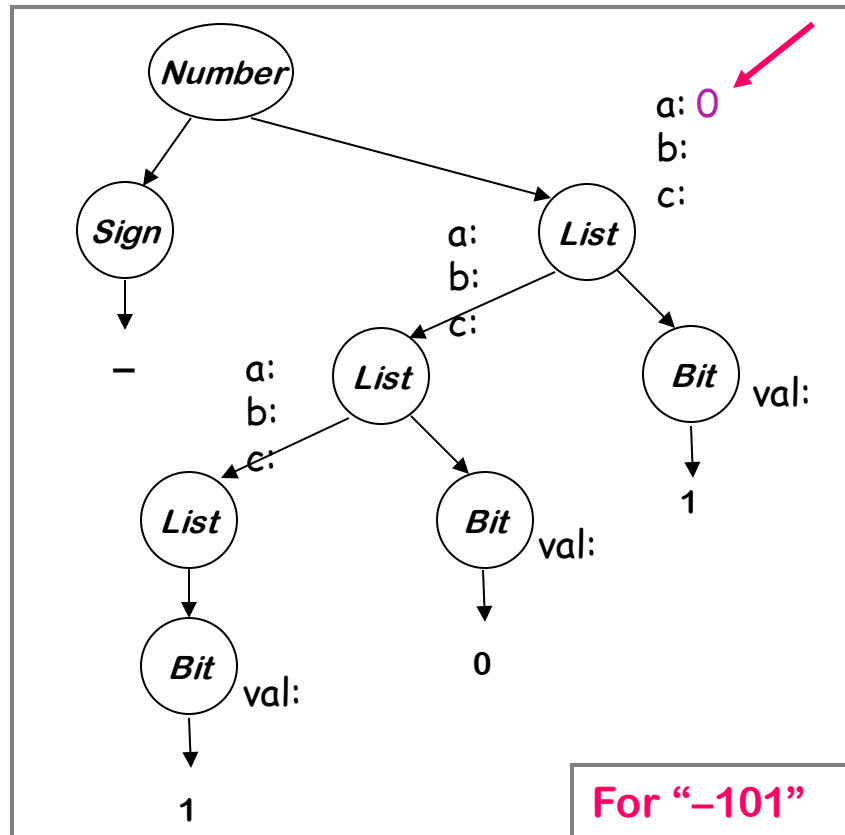 Number
a: 0
b:
c:
Sign
List
a:
b:
c:
–
List
Bit
val:
a:
b:
c:
1
List
Bit
val:
0
Bit
val:
1
For “–101”